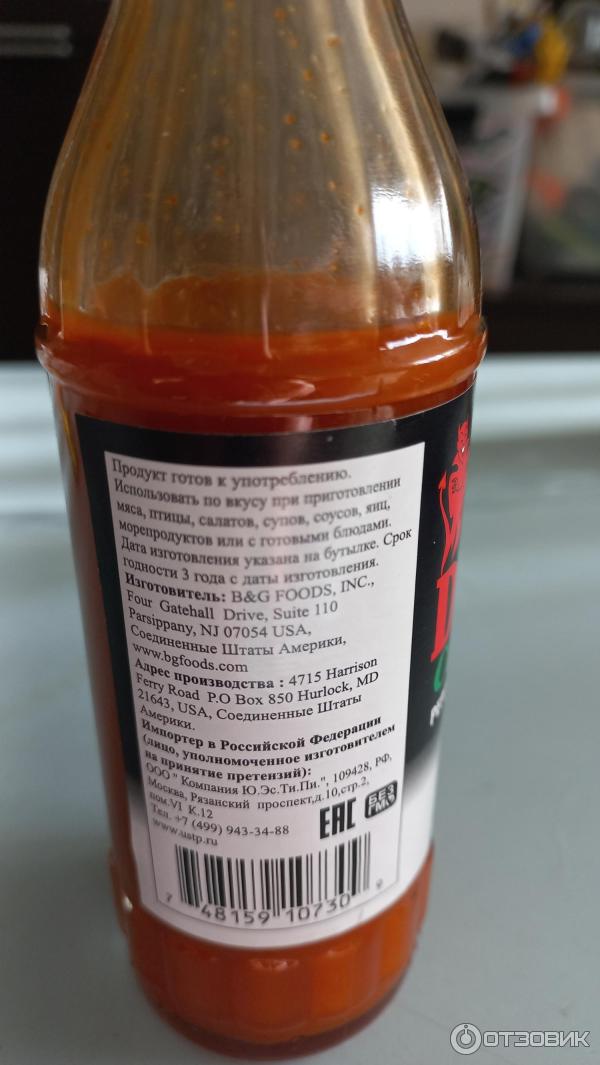 Продукт готов к употреблению.
Использовать по вкусу при приготовлении
мяса, птицы, салатов, супов, соусов, яиц,
морепродуктов или с готовыми блюдами.
Дата изготовления указана на бутылке. Срок
годности 3 года с даты изготовления.
Изготовитель: B&G FOODS, INC.,
Four Gatehall Drive, Suite 110
Parsippany, NJ 07054 USA,
Соединенные Штаты Америки,
www.bgfoods.com
Адрес производства : 4715 Harrison
Ferry Road P.O Box 850 Hurlock, MD
21643, USA, Соединенные Штаты
Америки.
Импортер в Российской Федерации
(лицо, уполномоченное изготовителем
на принятие претензий):
ООО " Компания Ю.Эс.Ти.Пи.", 109428, РФ,
Москва, Рязанский проспект,д.10,стр.2,
пом.VI К.12
Тел. +7 (499) 943-34-88
www.ustp.ru
EAC
БЕЗ
ГМО
7 48159 10730 9
ОТЗОВИК